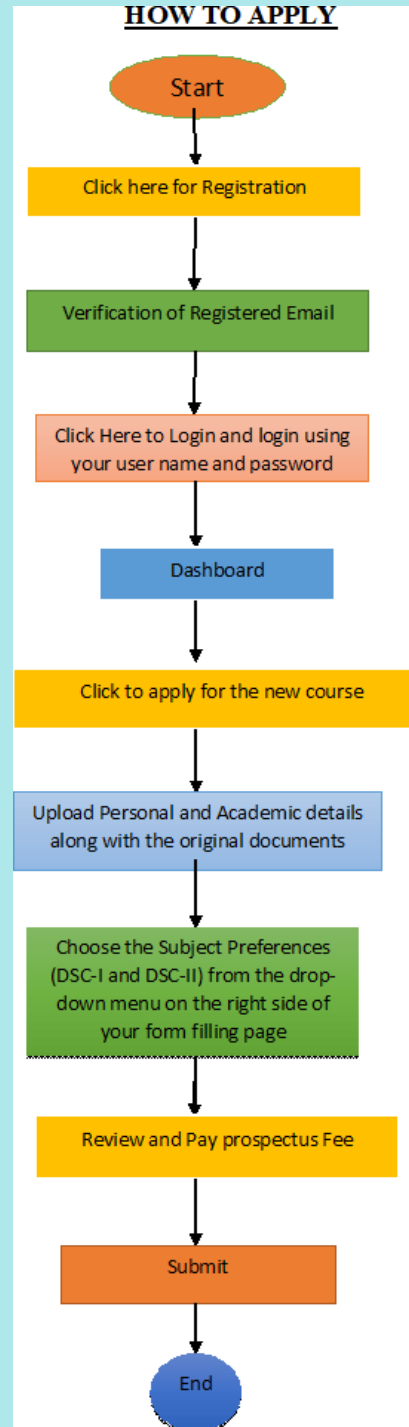 HOW TO APPLY
Start
Click here for Registration
Verification of Registered Email
Click Here to Login and login using
your user name and password
Dashboard
Click to apply for the new course
Upload Personal and Academic details
along with the original documents
Choose the Subject Preferences
(DSC-I and DSC-II) from the drop-
down menu on the right side of
your form filling page
Review and Pay prospectus Fee
Submit
End